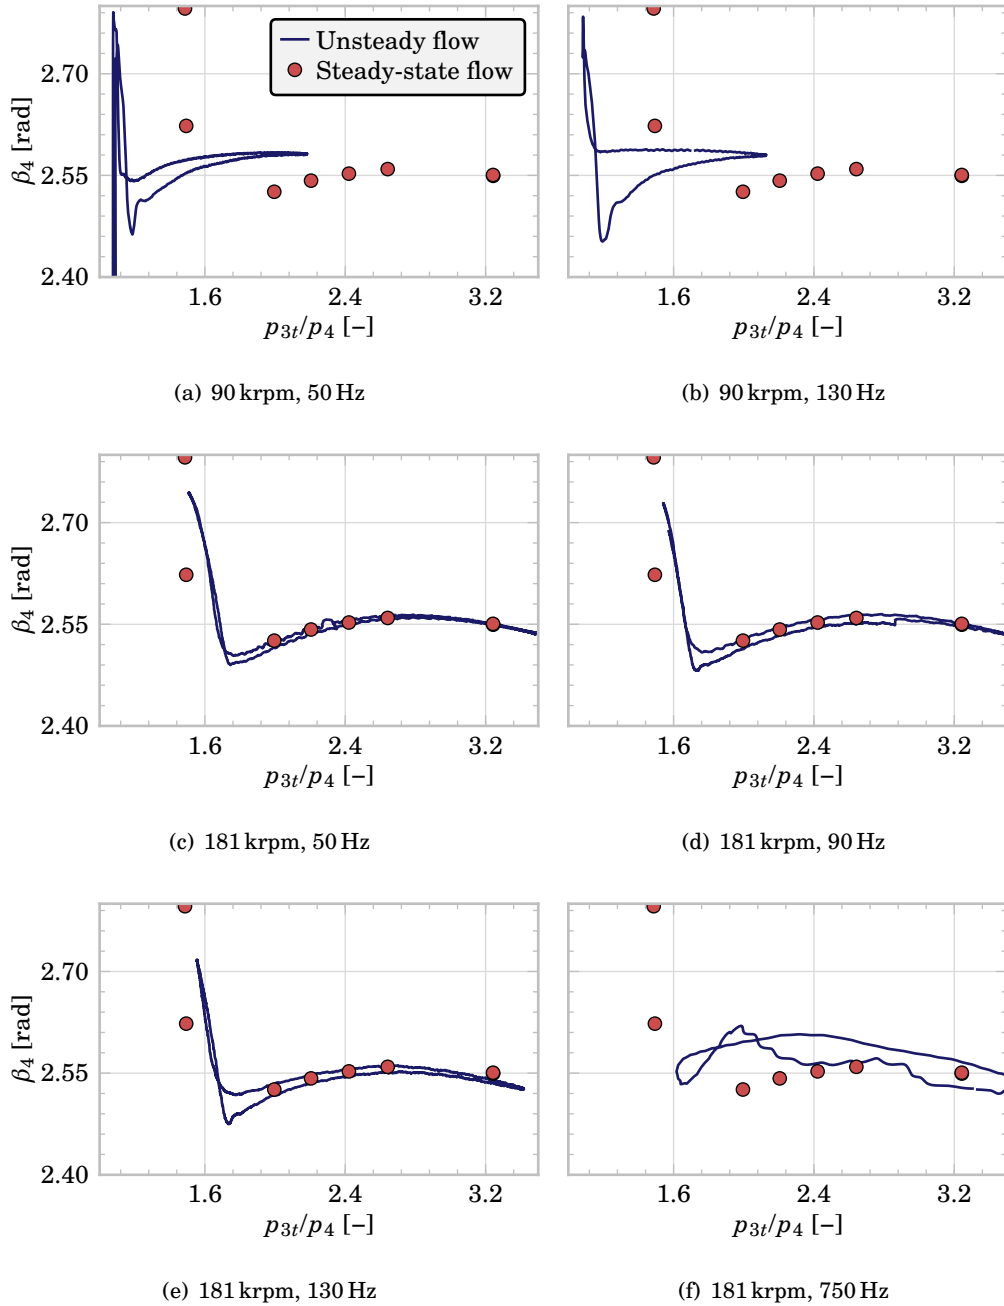 Unsteady flow
Steady-state flow
2.70
2.55
2.40
β4 [rad]
1.6 2.4 3.2
1.6 2.4 3.2
p3t/p4 [–]
p3t/p4 [–]
(a) 90 krpm, 50 Hz
(b) 90 krpm, 130 Hz
2.70
2.55
2.40
β4 [rad]
1.6 2.4 3.2
1.6 2.4 3.2
p3t/p4 [–]
p3t/p4 [–]
(c) 181 krpm, 50 Hz
(d) 181 krpm, 90 Hz
2.70
2.55
2.40
β4 [rad]
1.6 2.4 3.2
1.6 2.4 3.2
p3t/p4 [–]
p3t/p4 [–]
(e) 181 krpm, 130 Hz
(f) 181 krpm, 750 Hz